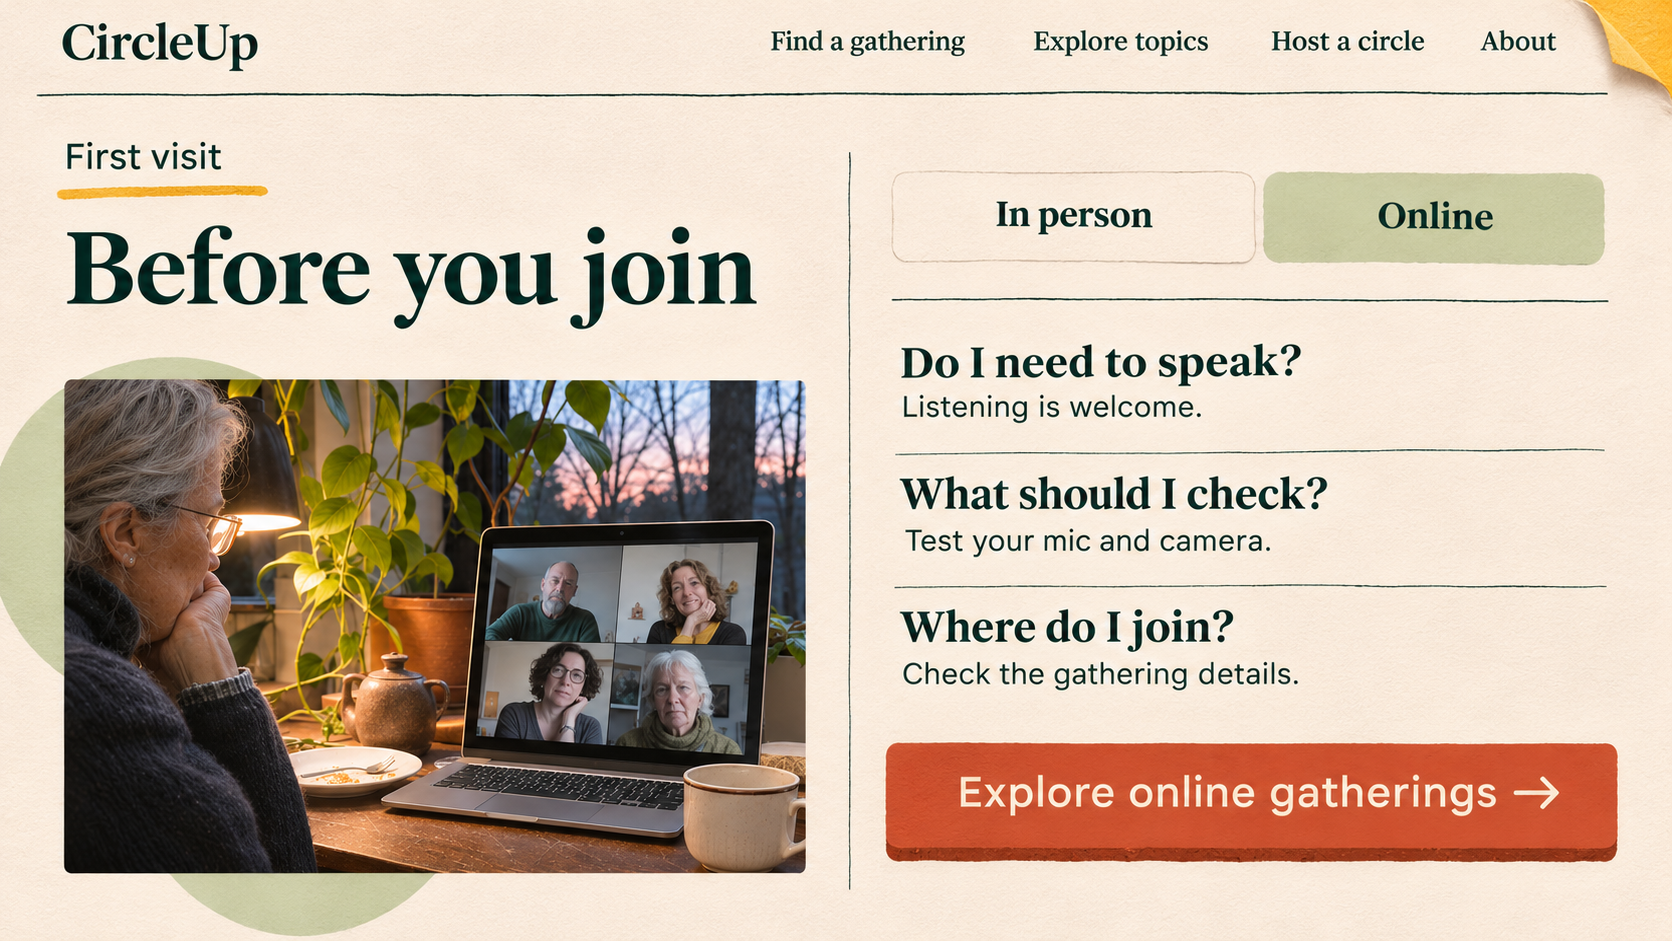 CircleUp
Find a gathering
Explore topics
Host a circle
About
First visit
Before you join
In person
Online
Do I need to speak?
Listening is welcome.
What should I check?
Test your mic and camera.
Where do I join?
Check the gathering details.
Explore online gatherings →